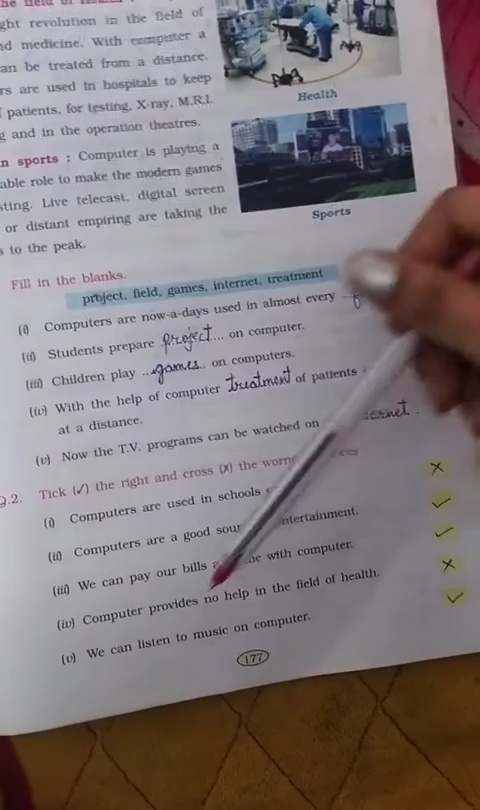 ght revolution in the field of
nd medicine. With computer a
an be treated from a distance.
rs are used in hospitals to keep
patients, for testing, X-ray, M.R.I.
g and in the operation theatres.
Health
n sports : Computer is playing a
able role to make the modern games
sting. Live telecast, digital screen
or distant empiring are taking the
s to the peak.
Sports
Fill in the blanks.
project, field, games, internet, treatment
(i) Computers are now-a-days used in almost every
(ii) Students prepare project... on computer.
(iii) Children play ..games.. on computers.
(iv) With the help of computer treatment of patients
at a distance.
(v) Now the T.V. programs can be watched on ernet.
Q.2. Tick (✓) the right and cross (x) the worng
(i) Computers are used in schools ✗
(ii) Computers are a good sour ntertainment. ✓
(iii) We can pay our bills with computer. ✓
(iv) Computer provides no help in the field of health. ✗
(v) We can listen to music on computer. ✓
177